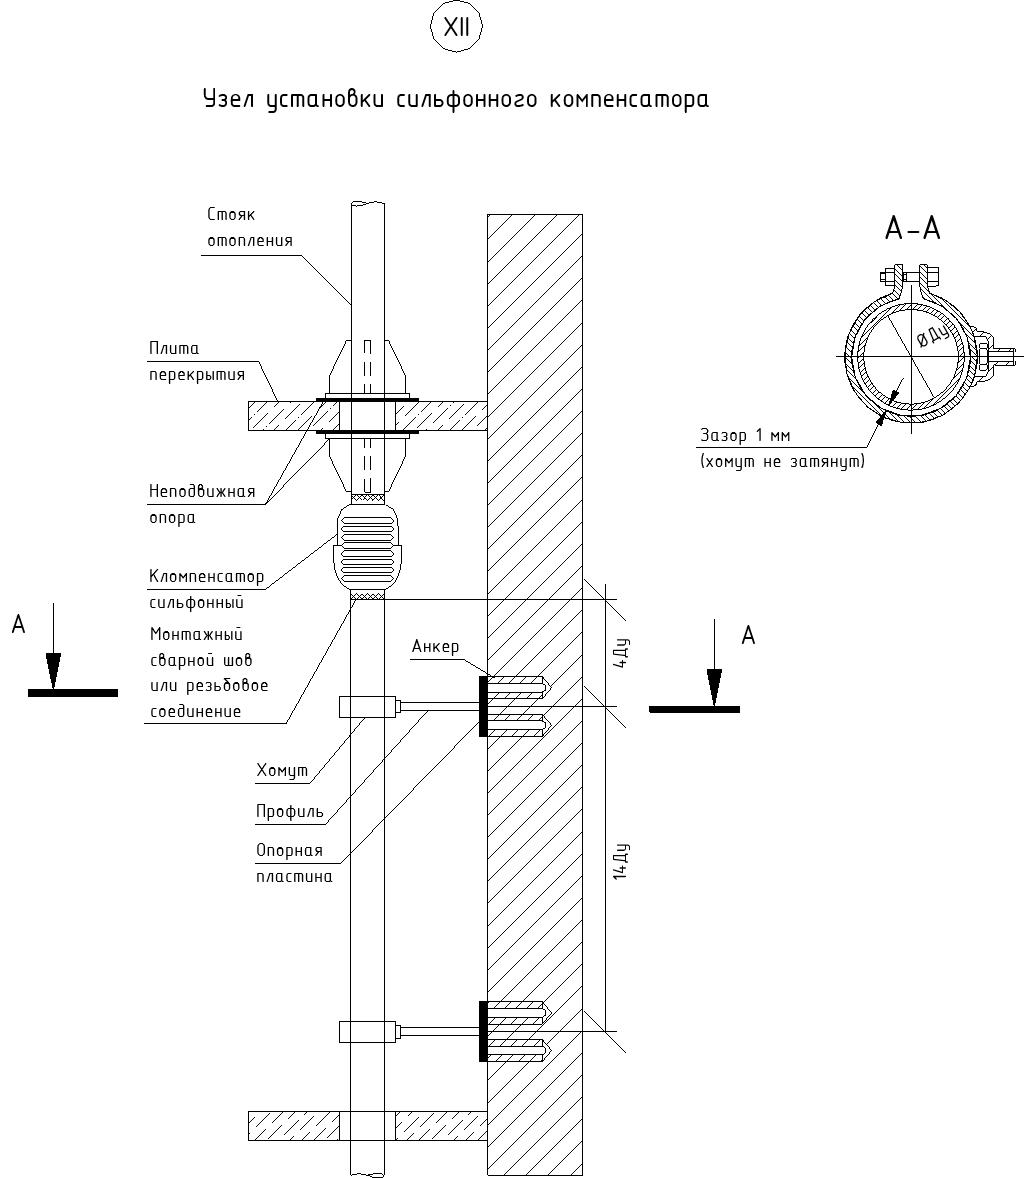 XII
Узел установки сильфонного компенсатора
Стояк
отопления
А-А
Плита
перекрытия
ØДу
Зазор 1 мм
(хомут не затянут)
Неподвижная
опора
Кломпенсатор
сильфонный
А
А
Монтажный
сварной шов
или резьбовое
соединение
Анкер
4Ду
Хомут
Профиль
Опорная
пластина
14Ду